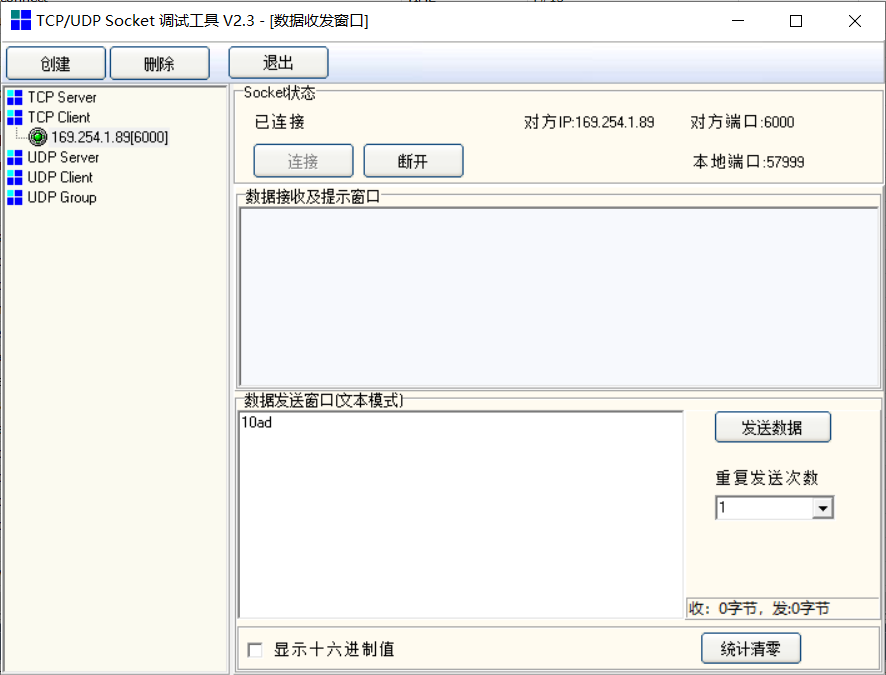 TCP/UDP Socket 调试工具 V2.3 - [数据收发窗口]
创建 删除 退出
TCP Server
TCP Client
169.254.1.89[6000]
UDP Server
UDP Client
UDP Group
Socket状态
已连接 对方IP:169.254.1.89 对方端口:6000
连接 断开 本地端口:57999
数据接收及提示窗口
数据发送窗口(文本模式)
10ad
发送数据
重复发送次数
1
收: 0字节, 发:0字节
显示十六进制值 统计清零